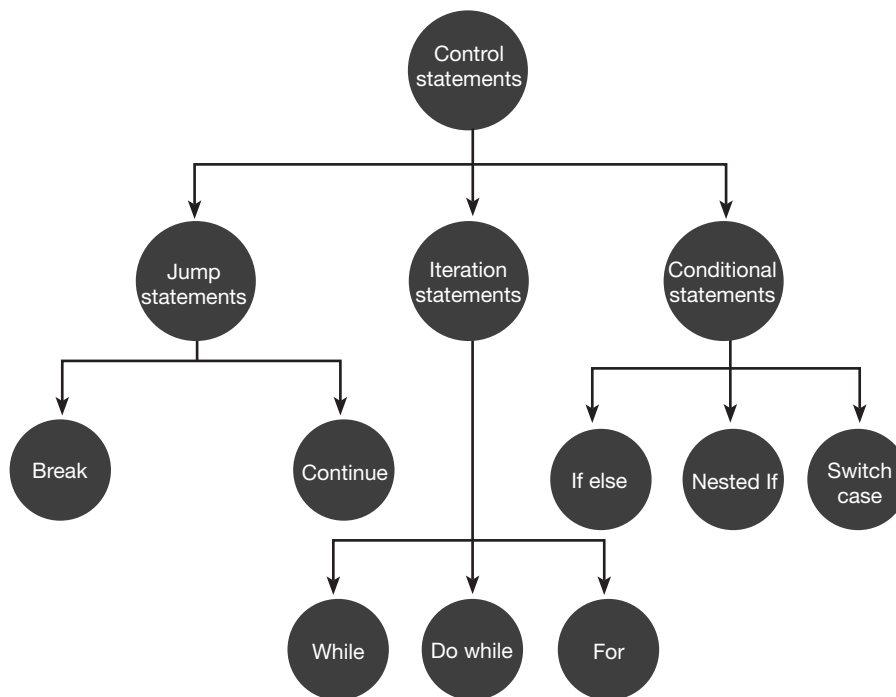 Control
statements
Jump
statements
Iteration
statements
Conditional
statements
Break
Continue
If else
Nested If
Switch
case
While
Do while
For